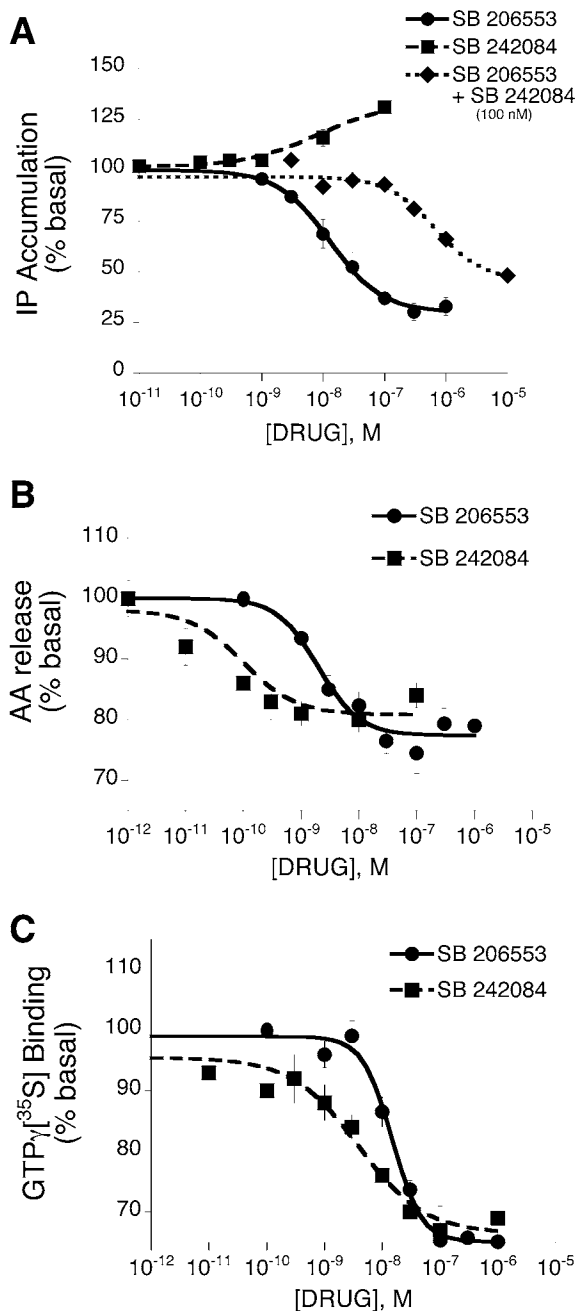 A
SB 206553
SB 242084
SB 206553
+ SB 242084
(100 nM)
IP Accumulation
(% basal)
150
125
100
75
50
25
0
10⁻¹¹ 10⁻¹⁰ 10⁻⁹ 10⁻⁸ 10⁻⁷ 10⁻⁶ 10⁻⁵
[DRUG], M
B
SB 206553
SB 242084
AA release
(% basal)
110
100
90
80
70
10⁻¹² 10⁻¹¹ 10⁻¹⁰ 10⁻⁹ 10⁻⁸ 10⁻⁷ 10⁻⁶ 10⁻⁵
[DRUG], M
C
SB 206553
SB 242084
GTPγ[³⁵S] Binding
(% basal)
110
100
90
80
70
10⁻¹² 10⁻¹¹ 10⁻¹⁰ 10⁻⁹ 10⁻⁸ 10⁻⁷ 10⁻⁶ 10⁻⁵
[DRUG], M